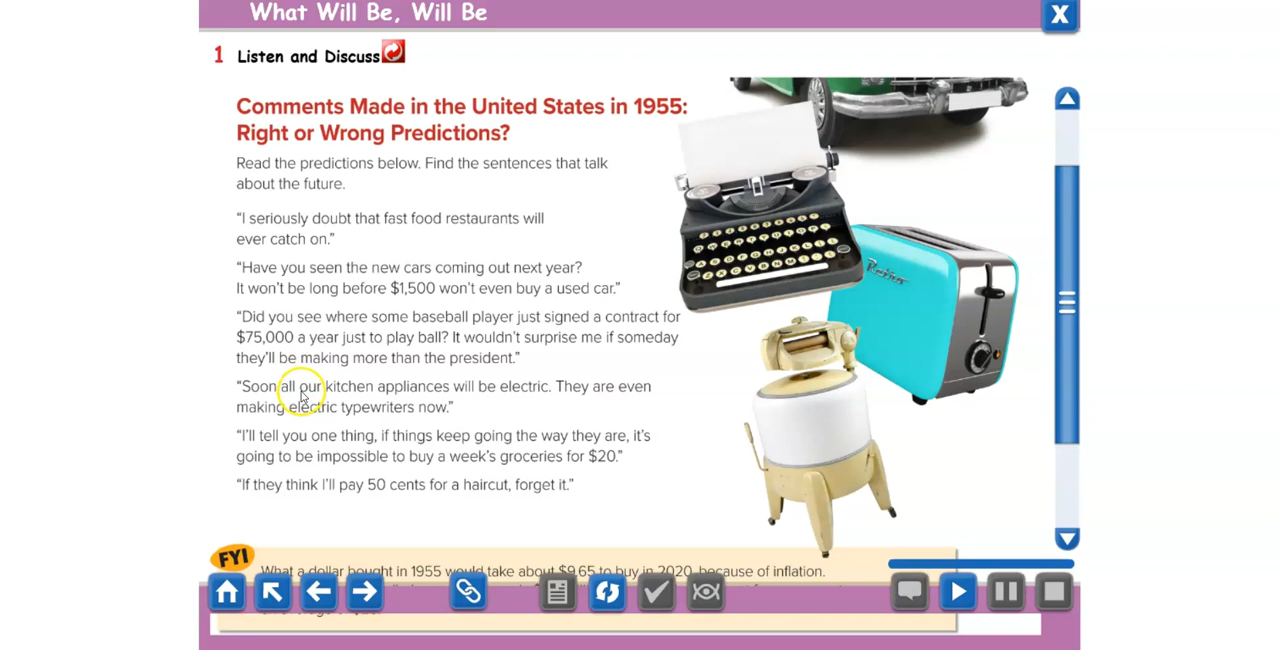 What Will Be, Will Be
X
1 Listen and Discuss
Comments Made in the United States in 1955:
Right or Wrong Predictions?
Read the predictions below. Find the sentences that talk
about the future.
“I seriously doubt that fast food restaurants will
ever catch on.”
“Have you seen the new cars coming out next year?
It won’t be long before $1,500 won’t even buy a used car.”
“Did you see where some baseball player just signed a contract for
$75,000 a year just to play ball? It wouldn’t surprise me if someday
they’ll be making more than the president.”
“Soon all our kitchen appliances will be electric. They are even
making electric typewriters now.”
“I’ll tell you one thing, if things keep going the way they are, it’s
going to be impossible to buy a week’s groceries for $20.”
“If they think I’ll pay 50 cents for a haircut, forget it.”
Retro
FYI
What a dollar bought in 1955 would take about $9.65 to buy in 2020, because of inflation.